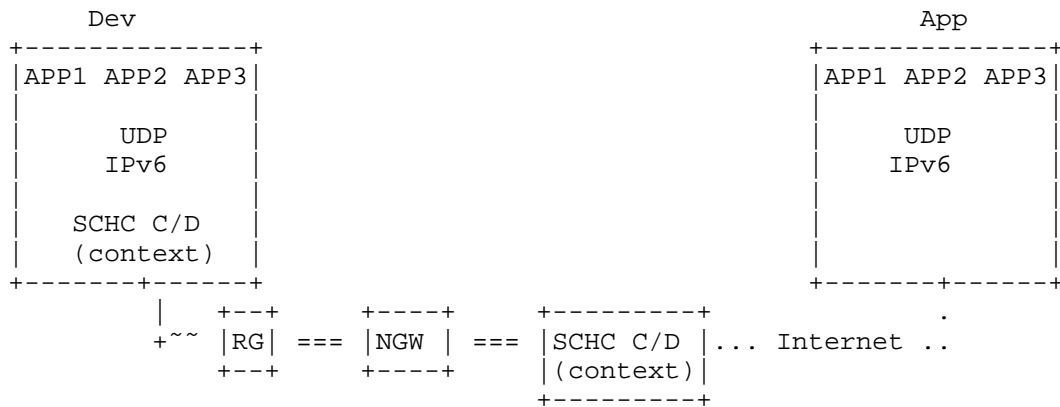 Dev App
APP1 APP2 APP3 APP1 APP2 APP3
UDP UDP
IPv6 IPv6
SCHC C/D
(context)
+~~ |RG| === |NGW | === |SCHC C/D |... Internet ..
|(context)|